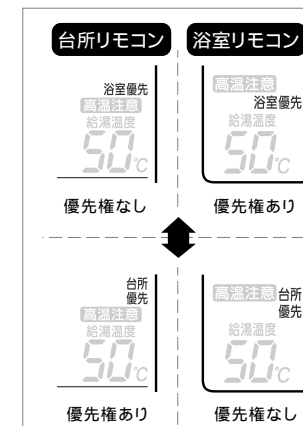 台所リモコン
浴室リモコン
浴室優先
高温注意
給湯温度
50℃
優先権なし
高温注意
浴室優先
給湯温度
50℃
優先権あり
台所
優先
高温注意
給湯温度
50℃
優先権あり
高温注意 台所
優先
給湯温度
50℃
優先権なし